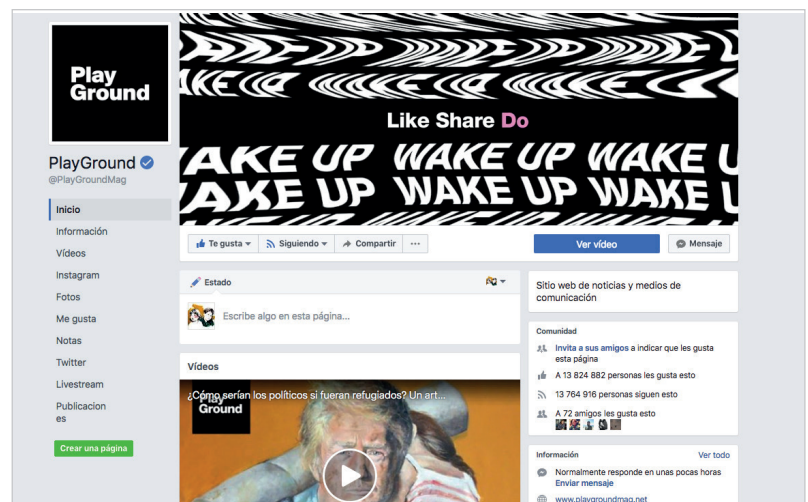 Play
Ground
PlayGround
@PlayGroundMag
Inicio
Información
Vídeos
Instagram
Fotos
Me gusta
Notas
Twitter
Livestream
Publicacion
es
Crear una página
WAKE UP WAKE UP WAKE U
Like Share Do
WAKE UP WAKE UP WAKE U
WAKE UP WAKE UP WAKE U
Te gusta
Siguiendo
Compartir
...
Ver vídeo
Mensaje
Estado
Escribe algo en esta página...
Vídeos
¿Cómo serían los políticos si fueran refugiados? Un art...
Play
Ground
Sitio web de noticias y medios de
comunicación
Comunidad
Invita a sus amigos a indicar que les gusta
esta página
A 13 824 882 personas les gusta esto
13 764 916 personas siguen esto
A 72 amigos les gusta esto
Información
Ver todo
Normalmente responde en unas pocas horas
Enviar mensaje
www.playgroundmag.net